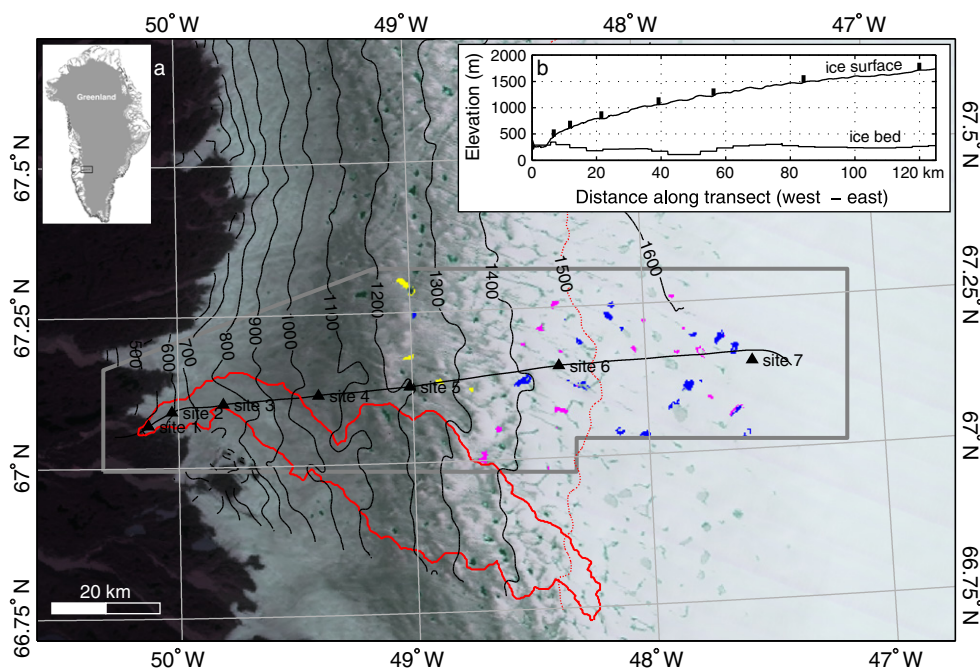 50° W
49° W
48° W
47° W
a
Greenland
b
Elevation (m)
2000
1500
1000
500
0
ice surface
ice bed
0
20
40
60
80
100
120 km
Distance along transect (west – east)
67.5° N
67.5° N
67.25° N
67.25° N
67° N
67° N
66.75° N
66.75° N
500
600
700
800
900
1000
1100
1200
1300
1400
1500
1600
site 1
site 2
site 3
site 4
site 5
site 6
site 7
20 km
50° W
49° W
48° W
47° W